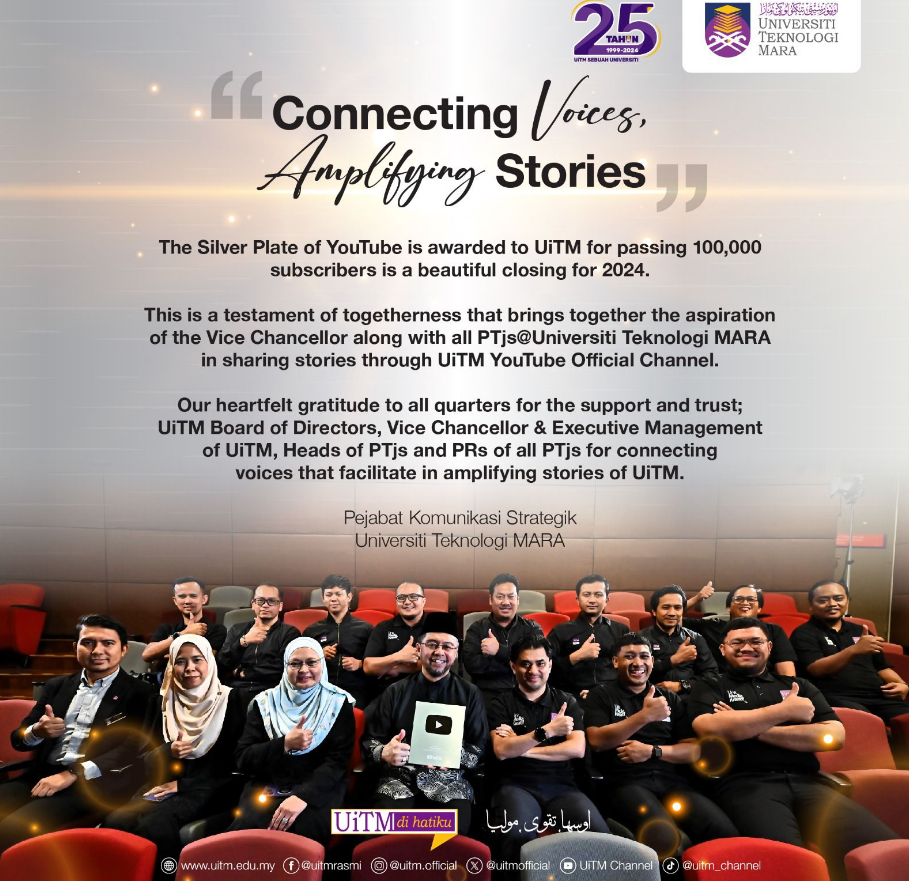 25
TAHUN
1999-2024
UiTM SEBUAH UNIVERSITI
UNIVERSITI
TEKNOLOGI
MARA
“Connecting Voices,
Amplifying Stories”
The Silver Plate of YouTube is awarded to UiTM for passing 100,000
subscribers is a beautiful closing for 2024.
This is a testament of togetherness that brings together the aspiration
of the Vice Chancellor along with all PTjs@Universiti Teknologi MARA
in sharing stories through UiTM YouTube Official Channel.
Our heartfelt gratitude to all quarters for the support and trust;
UiTM Board of Directors, Vice Chancellor & Executive Management
of UiTM, Heads of PTjs and PRs of all PTjs for connecting
voices that facilitate in amplifying stories of UiTM.
Pejabat Komunikasi Strategik
Universiti Teknologi MARA
UiTM di hatiku
اوسها، تقوى، موليا
www.uitm.edu.my @uitmrasmi @uitm.official @uitmofficial UiTM Channel @uitm_channel